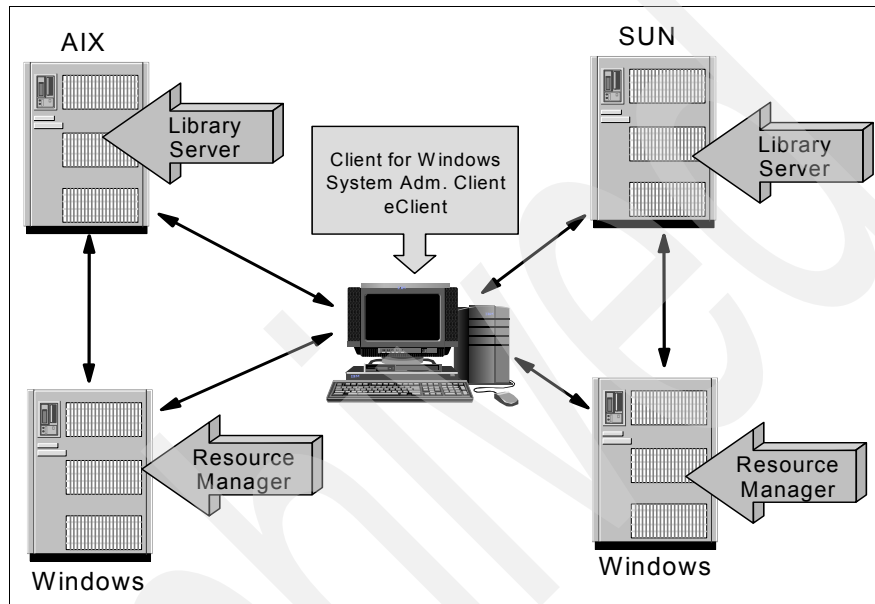 AIX
SUN
Library
Server
Client for Windows
System Adm. Client
eClient
Library
Server
Resource
Manager
Resource
Manager
Windows
Windows